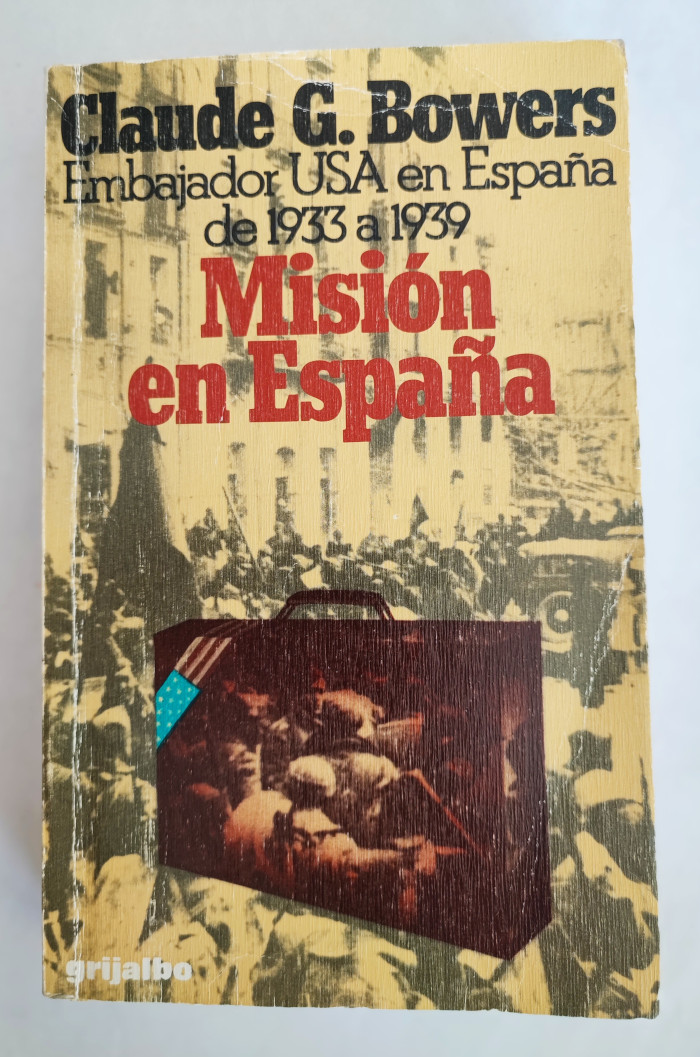 Claude G. Bowers
Embajador USA en España
de 1933 a 1939
Misión
en España
grijalbo